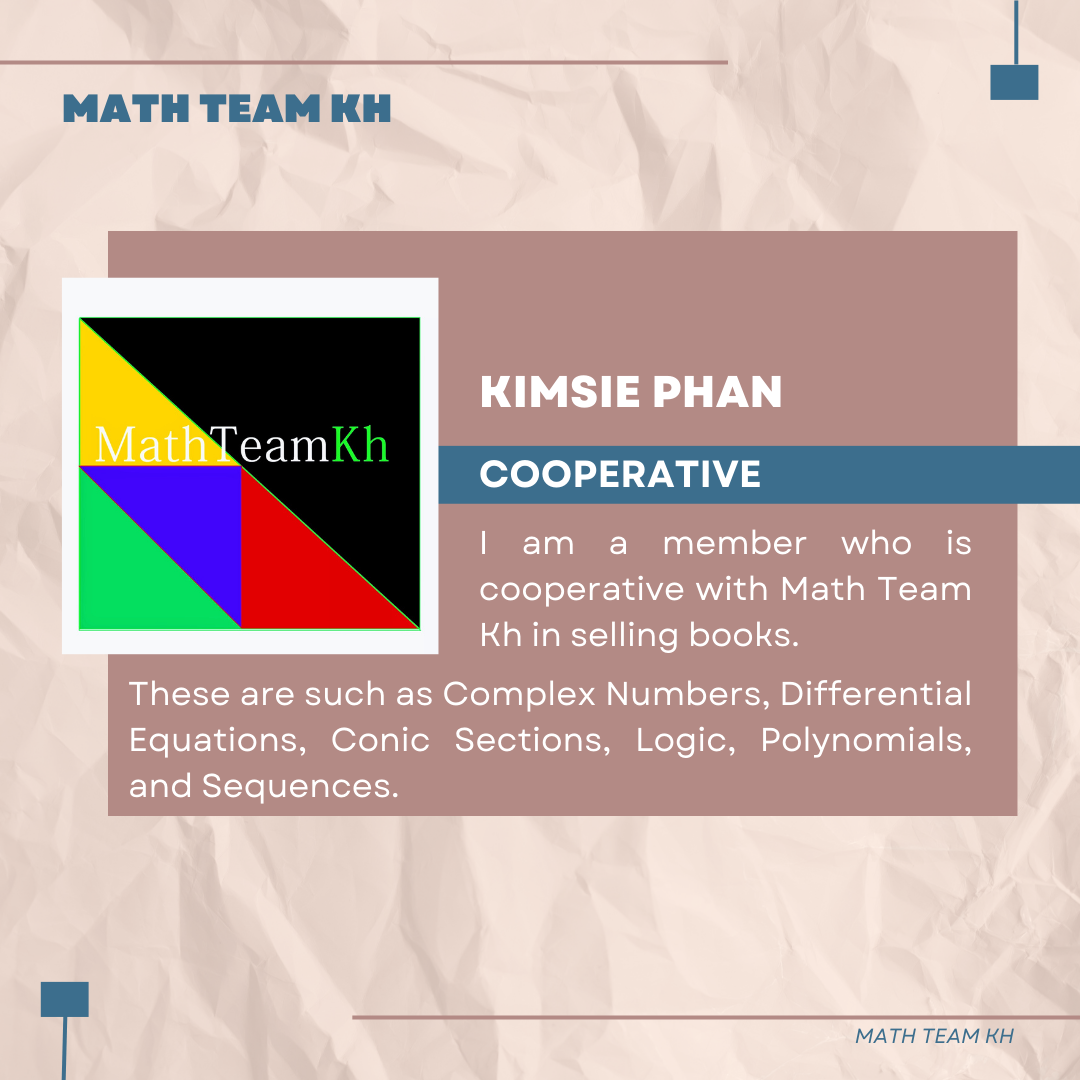 MATH TEAM KH
MathTeamKh
KIMSIE PHAN
COOPERATIVE
I am a member who is
cooperative with Math Team
Kh in selling books.
These are such as Complex Numbers, Differential
Equations, Conic Sections, Logic, Polynomials,
and Sequences.
MATH TEAM KH